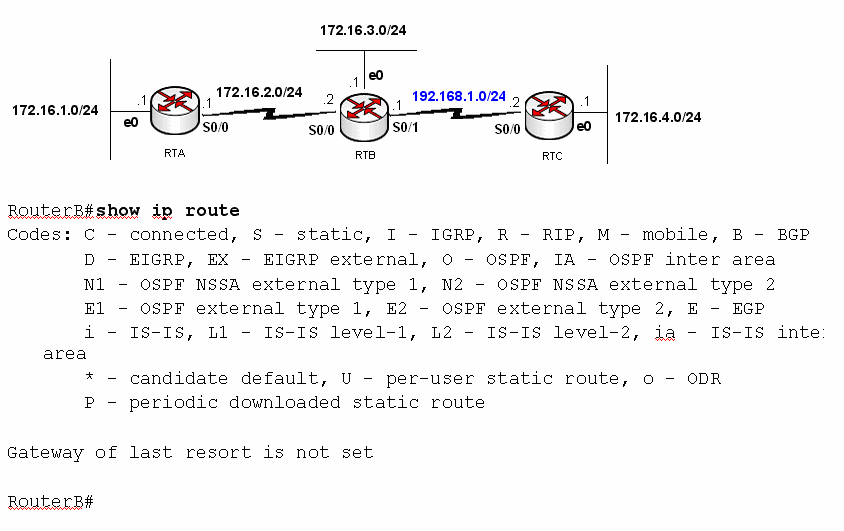 172.16.3.0/24
e0
.1
172.16.1.0/24
.1
e0
.1
172.16.2.0/24
.2
S0/0
S0/0
RTA
RTB
.1
192.168.1.0/24
.2
S0/1
S0/0
.1
e0
172.16.4.0/24
RTC
RouterB#show ip route
Codes: C - connected, S - static, I - IGRP, R - RIP, M - mobile, B - BGP
D - EIGRP, EX - EIGRP external, O - OSPF, IA - OSPF inter area
N1 - OSPF NSSA external type 1, N2 - OSPF NSSA external type 2
E1 - OSPF external type 1, E2 - OSPF external type 2, E - EGP
i - IS-IS, L1 - IS-IS level-1, L2 - IS-IS level-2, ia - IS-IS inte
area
* - candidate default, U - per-user static route, o - ODR
P - periodic downloaded static route
Gateway of last resort is not set
RouterB#